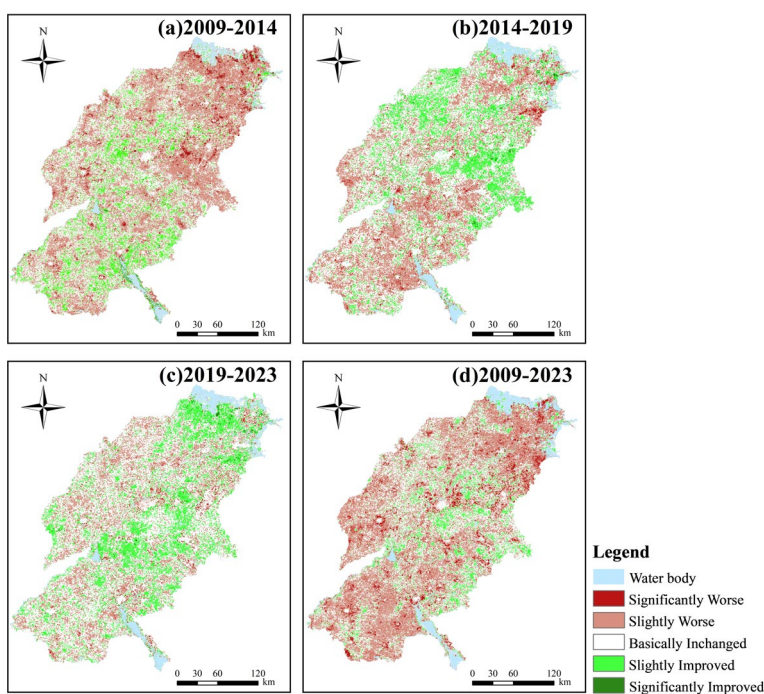 (a)2009-2014
N
0 30 60 120
km
(b)2014-2019
N
0 30 60 120
km
(c)2019-2023
N
0 30 60 120
km
(d)2009-2023
N
0 30 60 120
km
Legend
Water body
Significantly Worse
Slightly Worse
Basically Inchanged
Slightly Improved
Significantly Improved